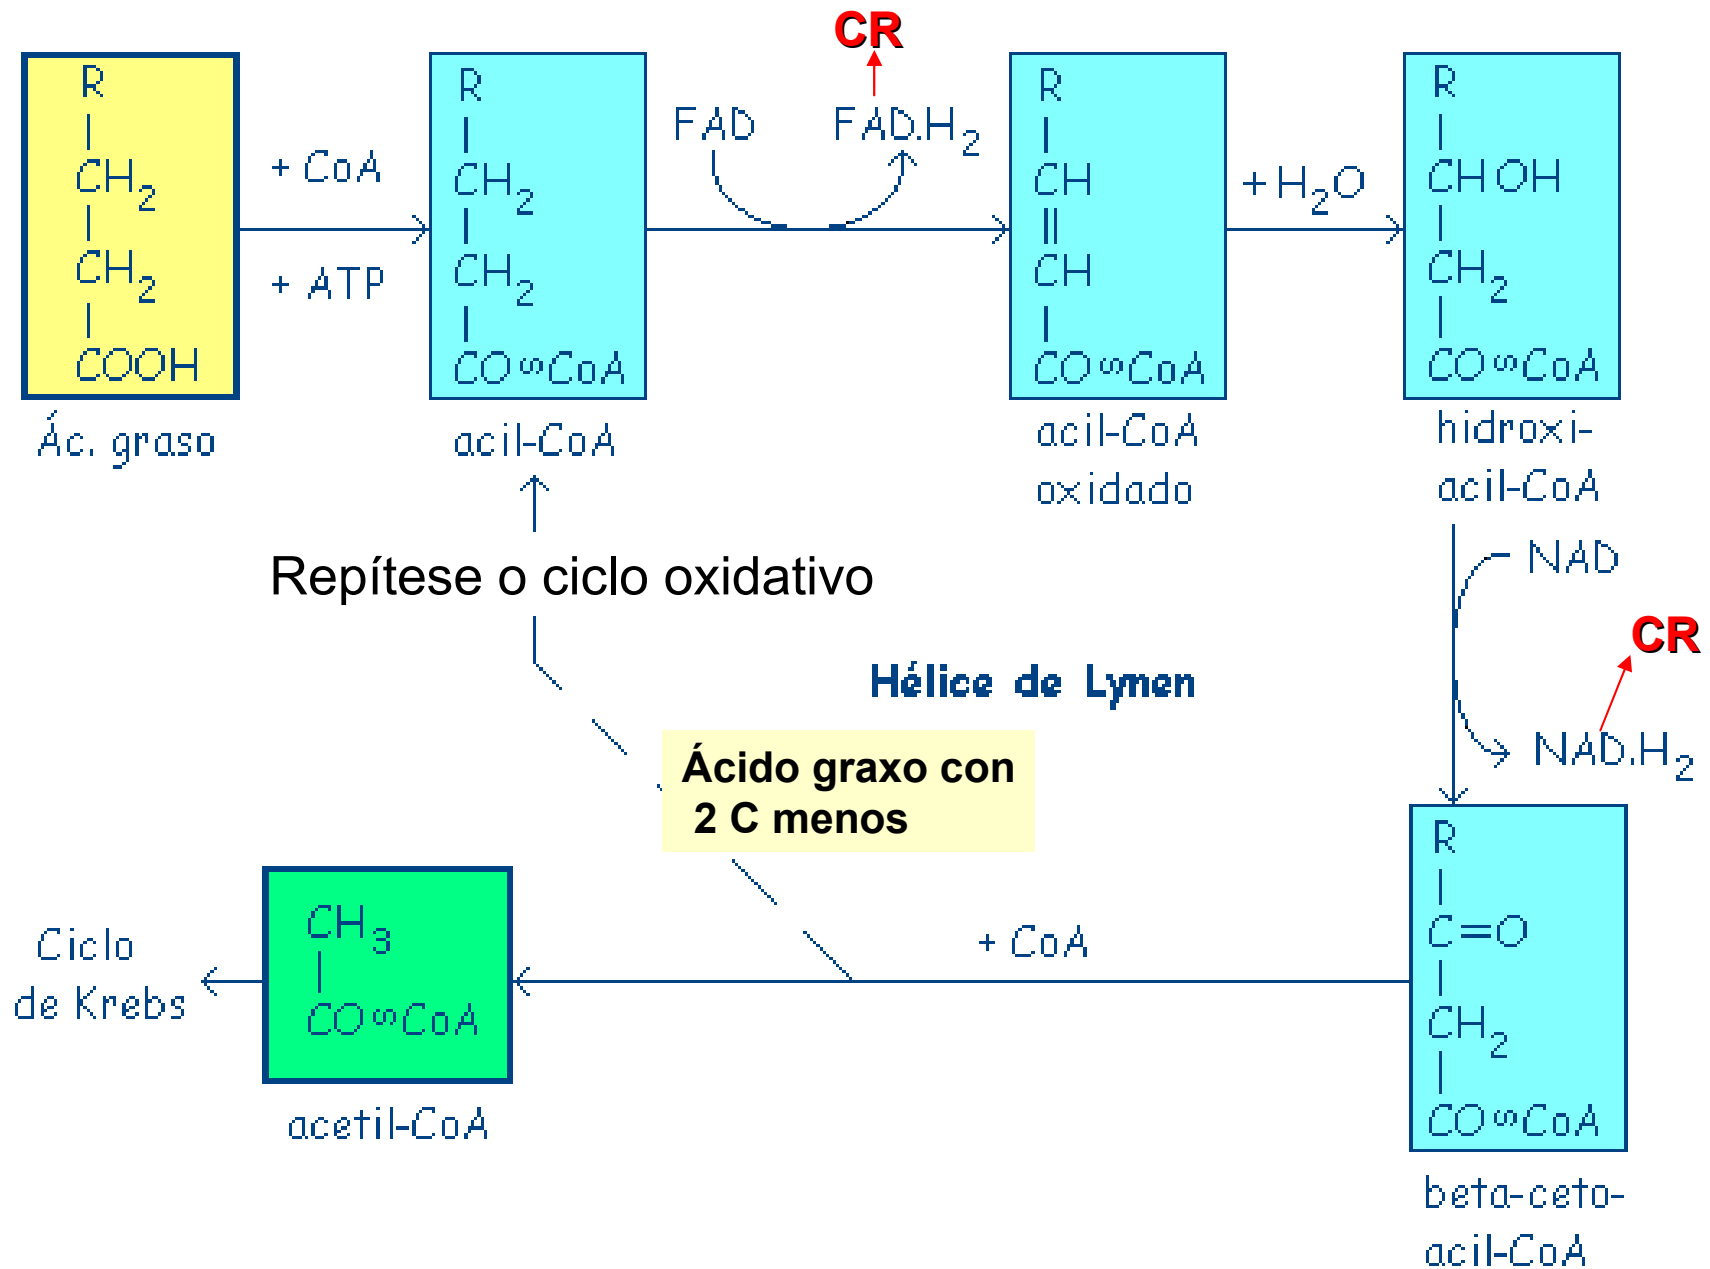 CR
R
CH2
CH2
COOH
Ác. graso
+ CoA
+ ATP
R
CH2
CH2
CO∾CoA
acil-CoA
FAD
FAD.H2
R
CH
CH
CO∾CoA
acil-CoA
oxidado
+ H2O
R
CHOH
CH2
CO∾CoA
hidroxi-
acil-CoA
NAD
CR
NAD.H2
Repítese o ciclo oxidativo
Hélice de Lynen
Ácido graxo con
2 C menos
R
C=O
CH2
CO∾CoA
beta-ceto-
acil-CoA
+ CoA
CH3
CO∾CoA
acetil-CoA
Ciclo
de Krebs